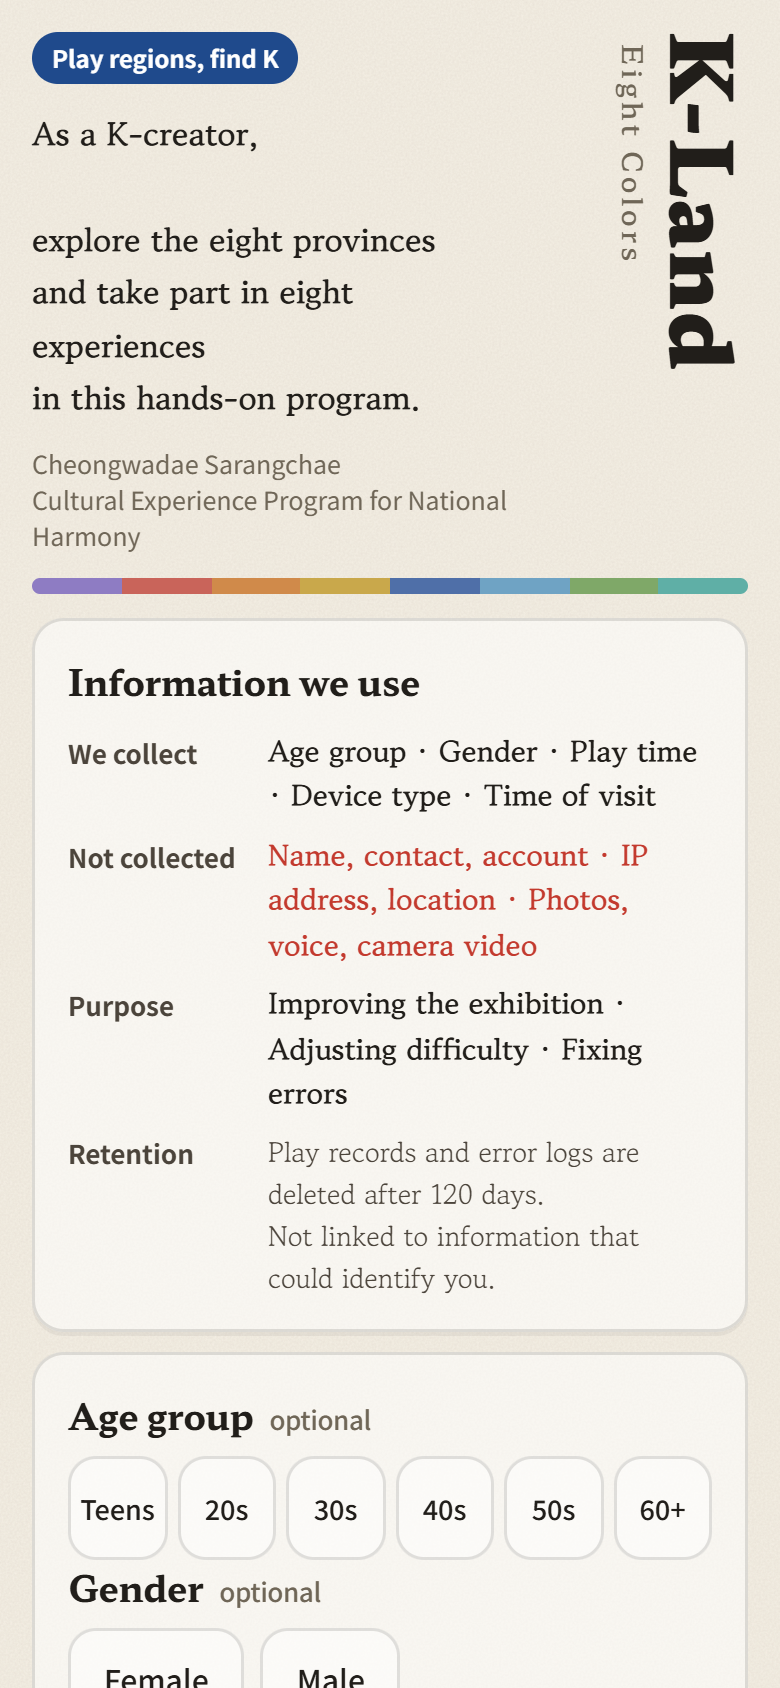 Play regions, find K
K-Land
Eight Colors
As a K-creator,
explore the eight provinces
and take part in eight
experiences
in this hands-on program.
Cheongwadae Sarangchae
Cultural Experience Program for National
Harmony
Information we use
We collect
Age group · Gender · Play time
· Device type · Time of visit
Not collected
Name, contact, account · IP
address, location · Photos,
voice, camera video
Purpose
Improving the exhibition ·
Adjusting difficulty · Fixing
errors
Retention
Play records and error logs are
deleted after 120 days.
Not linked to information that
could identify you.
Age group optional
Teens 20s 30s 40s 50s 60+
Gender optional
Female Male